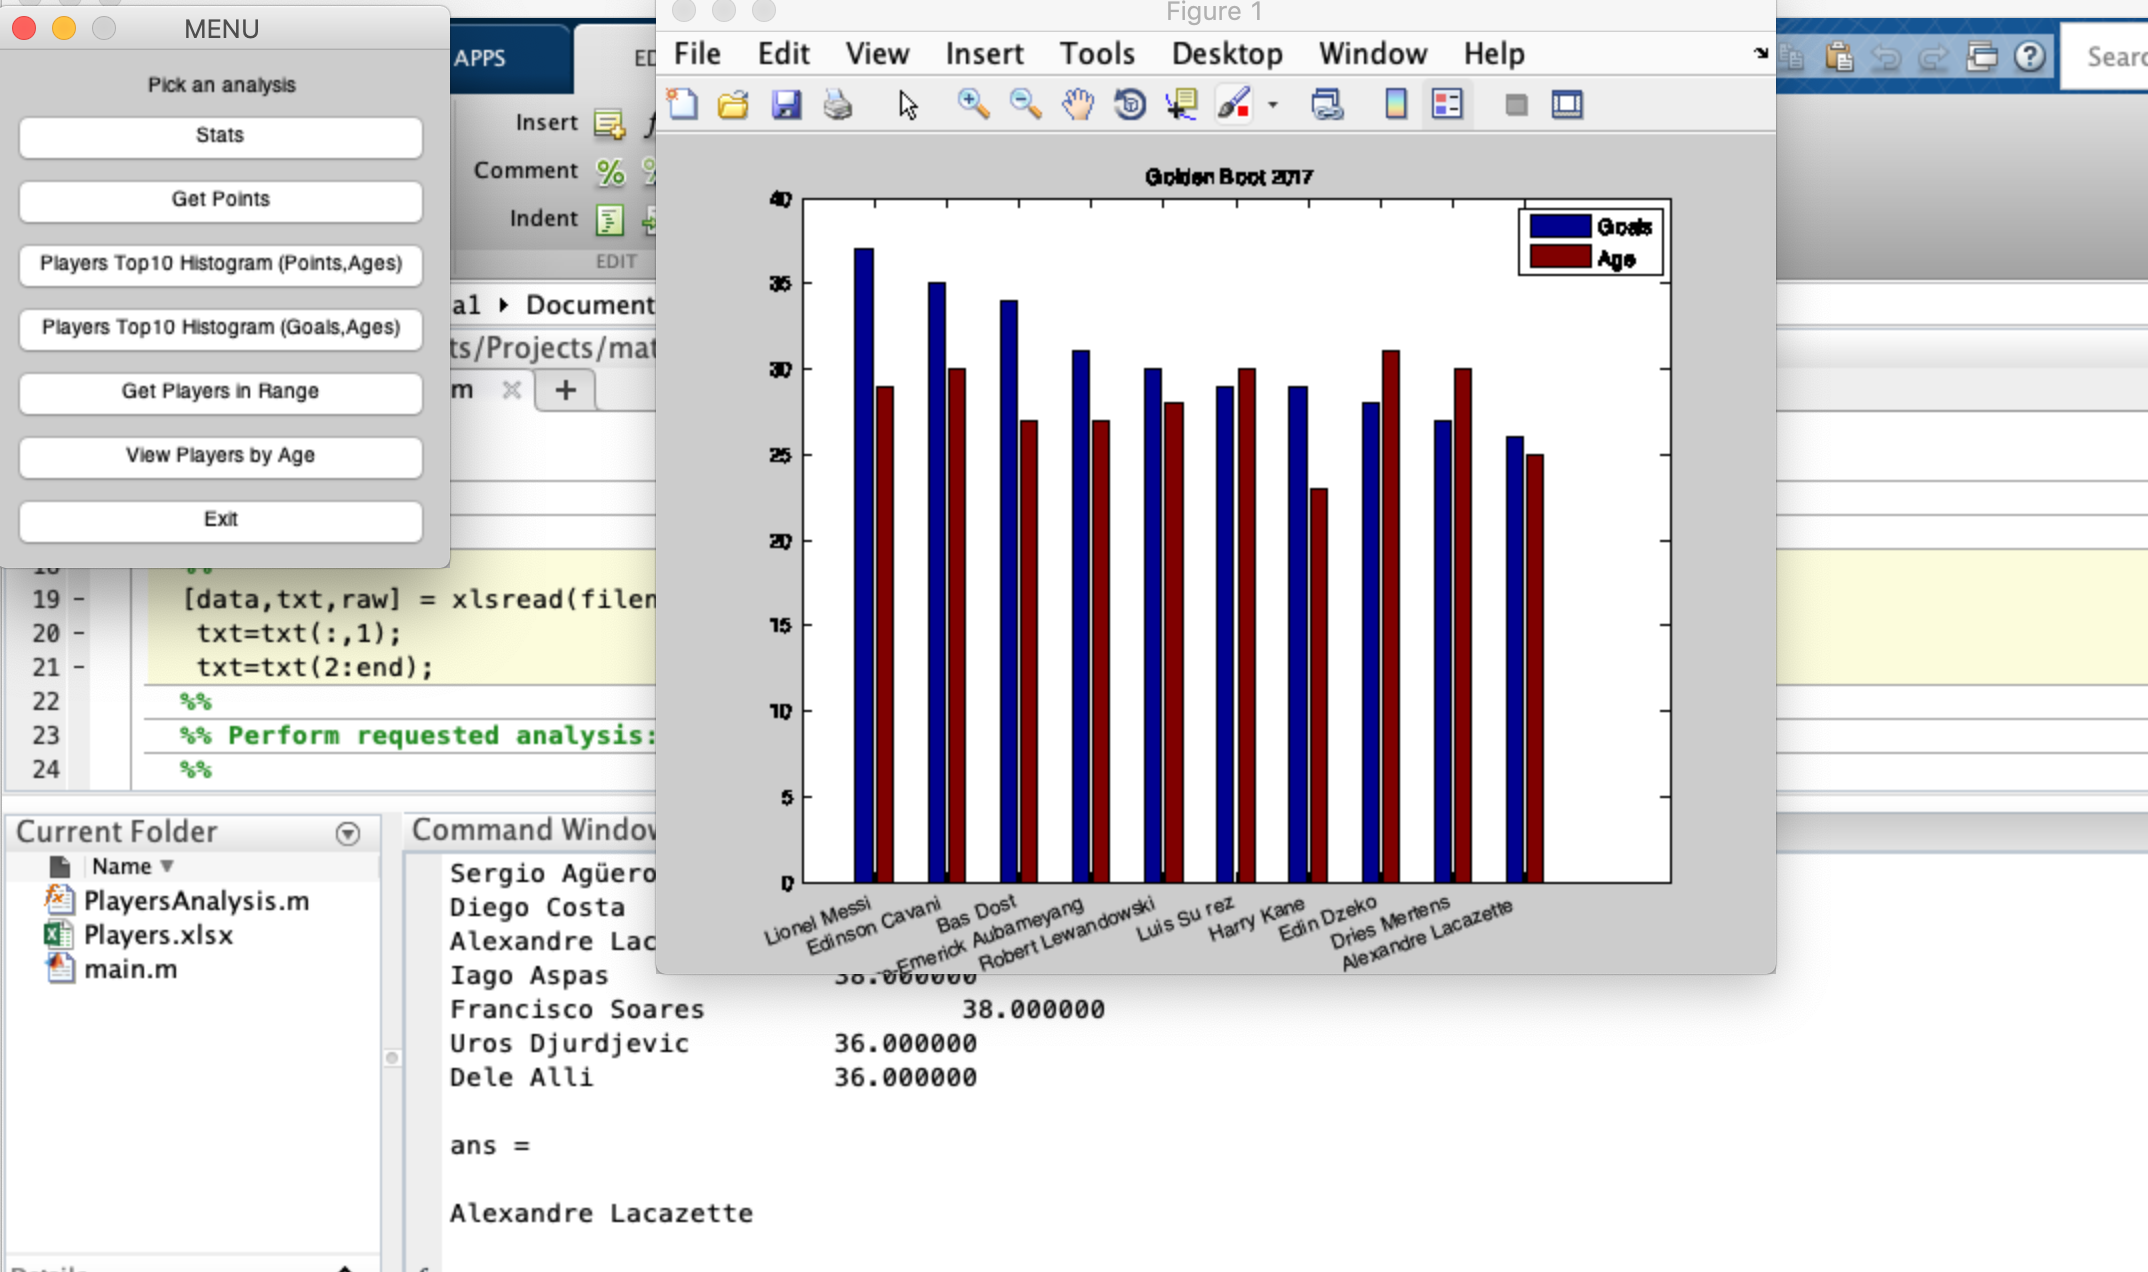 MENU
Pick an analysis
Stats
Get Points
Players Top10 Histogram (Points,Ages)
Players Top10 Histogram (Goals,Ages)
Get Players in Range
View Players by Age
Exit
APPS
Insert
Comment
Indent
EDIT
Document
ts/Projects/mat
m
Figure 1
File Edit View Insert Tools Desktop Window Help
Golden Boot 2017
Goals
Age
40
35
30
25
20
15
10
5
0
Lionel Messi
Edinson Cavani
Bas Dost
-Emerick Aubameyang
Robert Lewandowski
Luis Su rez
Harry Kane
Edin Dzeko
Dries Mertens
Alexandre Lacazette
Searc
19 - [data,txt,raw] = xlsread(filen
20 - txt=txt(:,1);
21 - txt=txt(2:end);
22 %%
23 %% Perform requested analysis:
24 %%
Current Folder
Name
PlayersAnalysis.m
Players.xlsx
main.m
Command Window
Sergio Agüero
Diego Costa
Alexandre Lac
Iago Aspas 38.000000
Francisco Soares 38.000000
Uros Djurdjevic 36.000000
Dele Alli 36.000000
ans =
Alexandre Lacazette